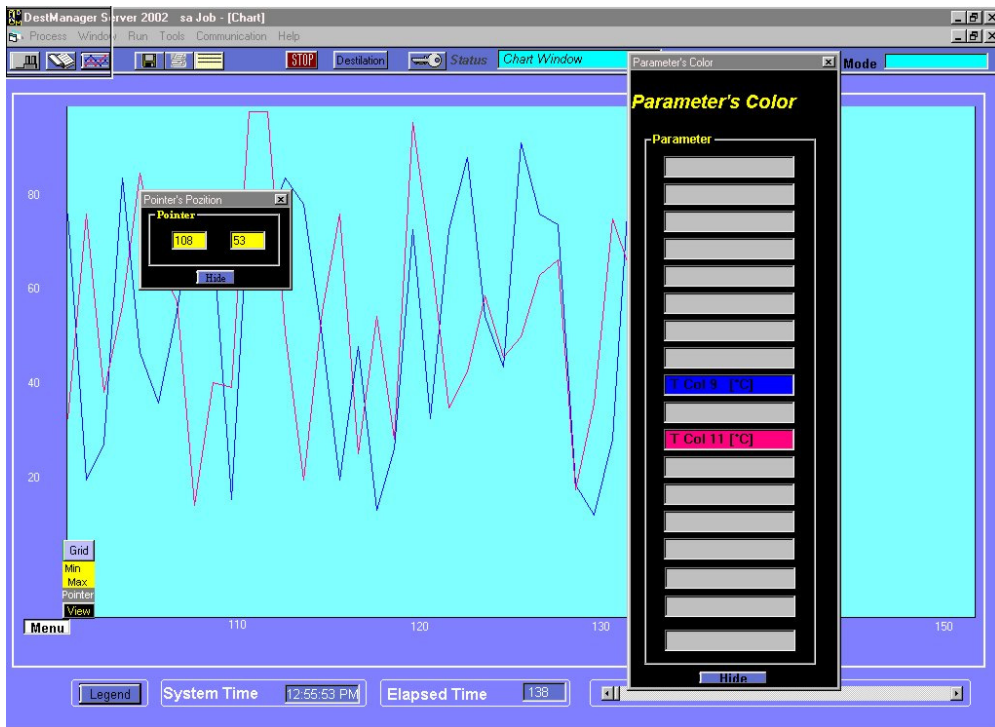 DestManager Server 2002 sa Job - [Chart]
Process Window Run Tools Communication Help
STOP Destilation Status Chart Window Mode
Parameter's Color
Parameter's Color
Parameter
T Col 9 [°C]
T Col 11 [°C]
Hide
Pointer's Pozition
Pointer
108 53
Hide
80
60
40
20
Grid
Min
Max
Pointer
View
Menu
110 120 130 150
Legend System Time 12:55:53 PM Elapsed Time 138